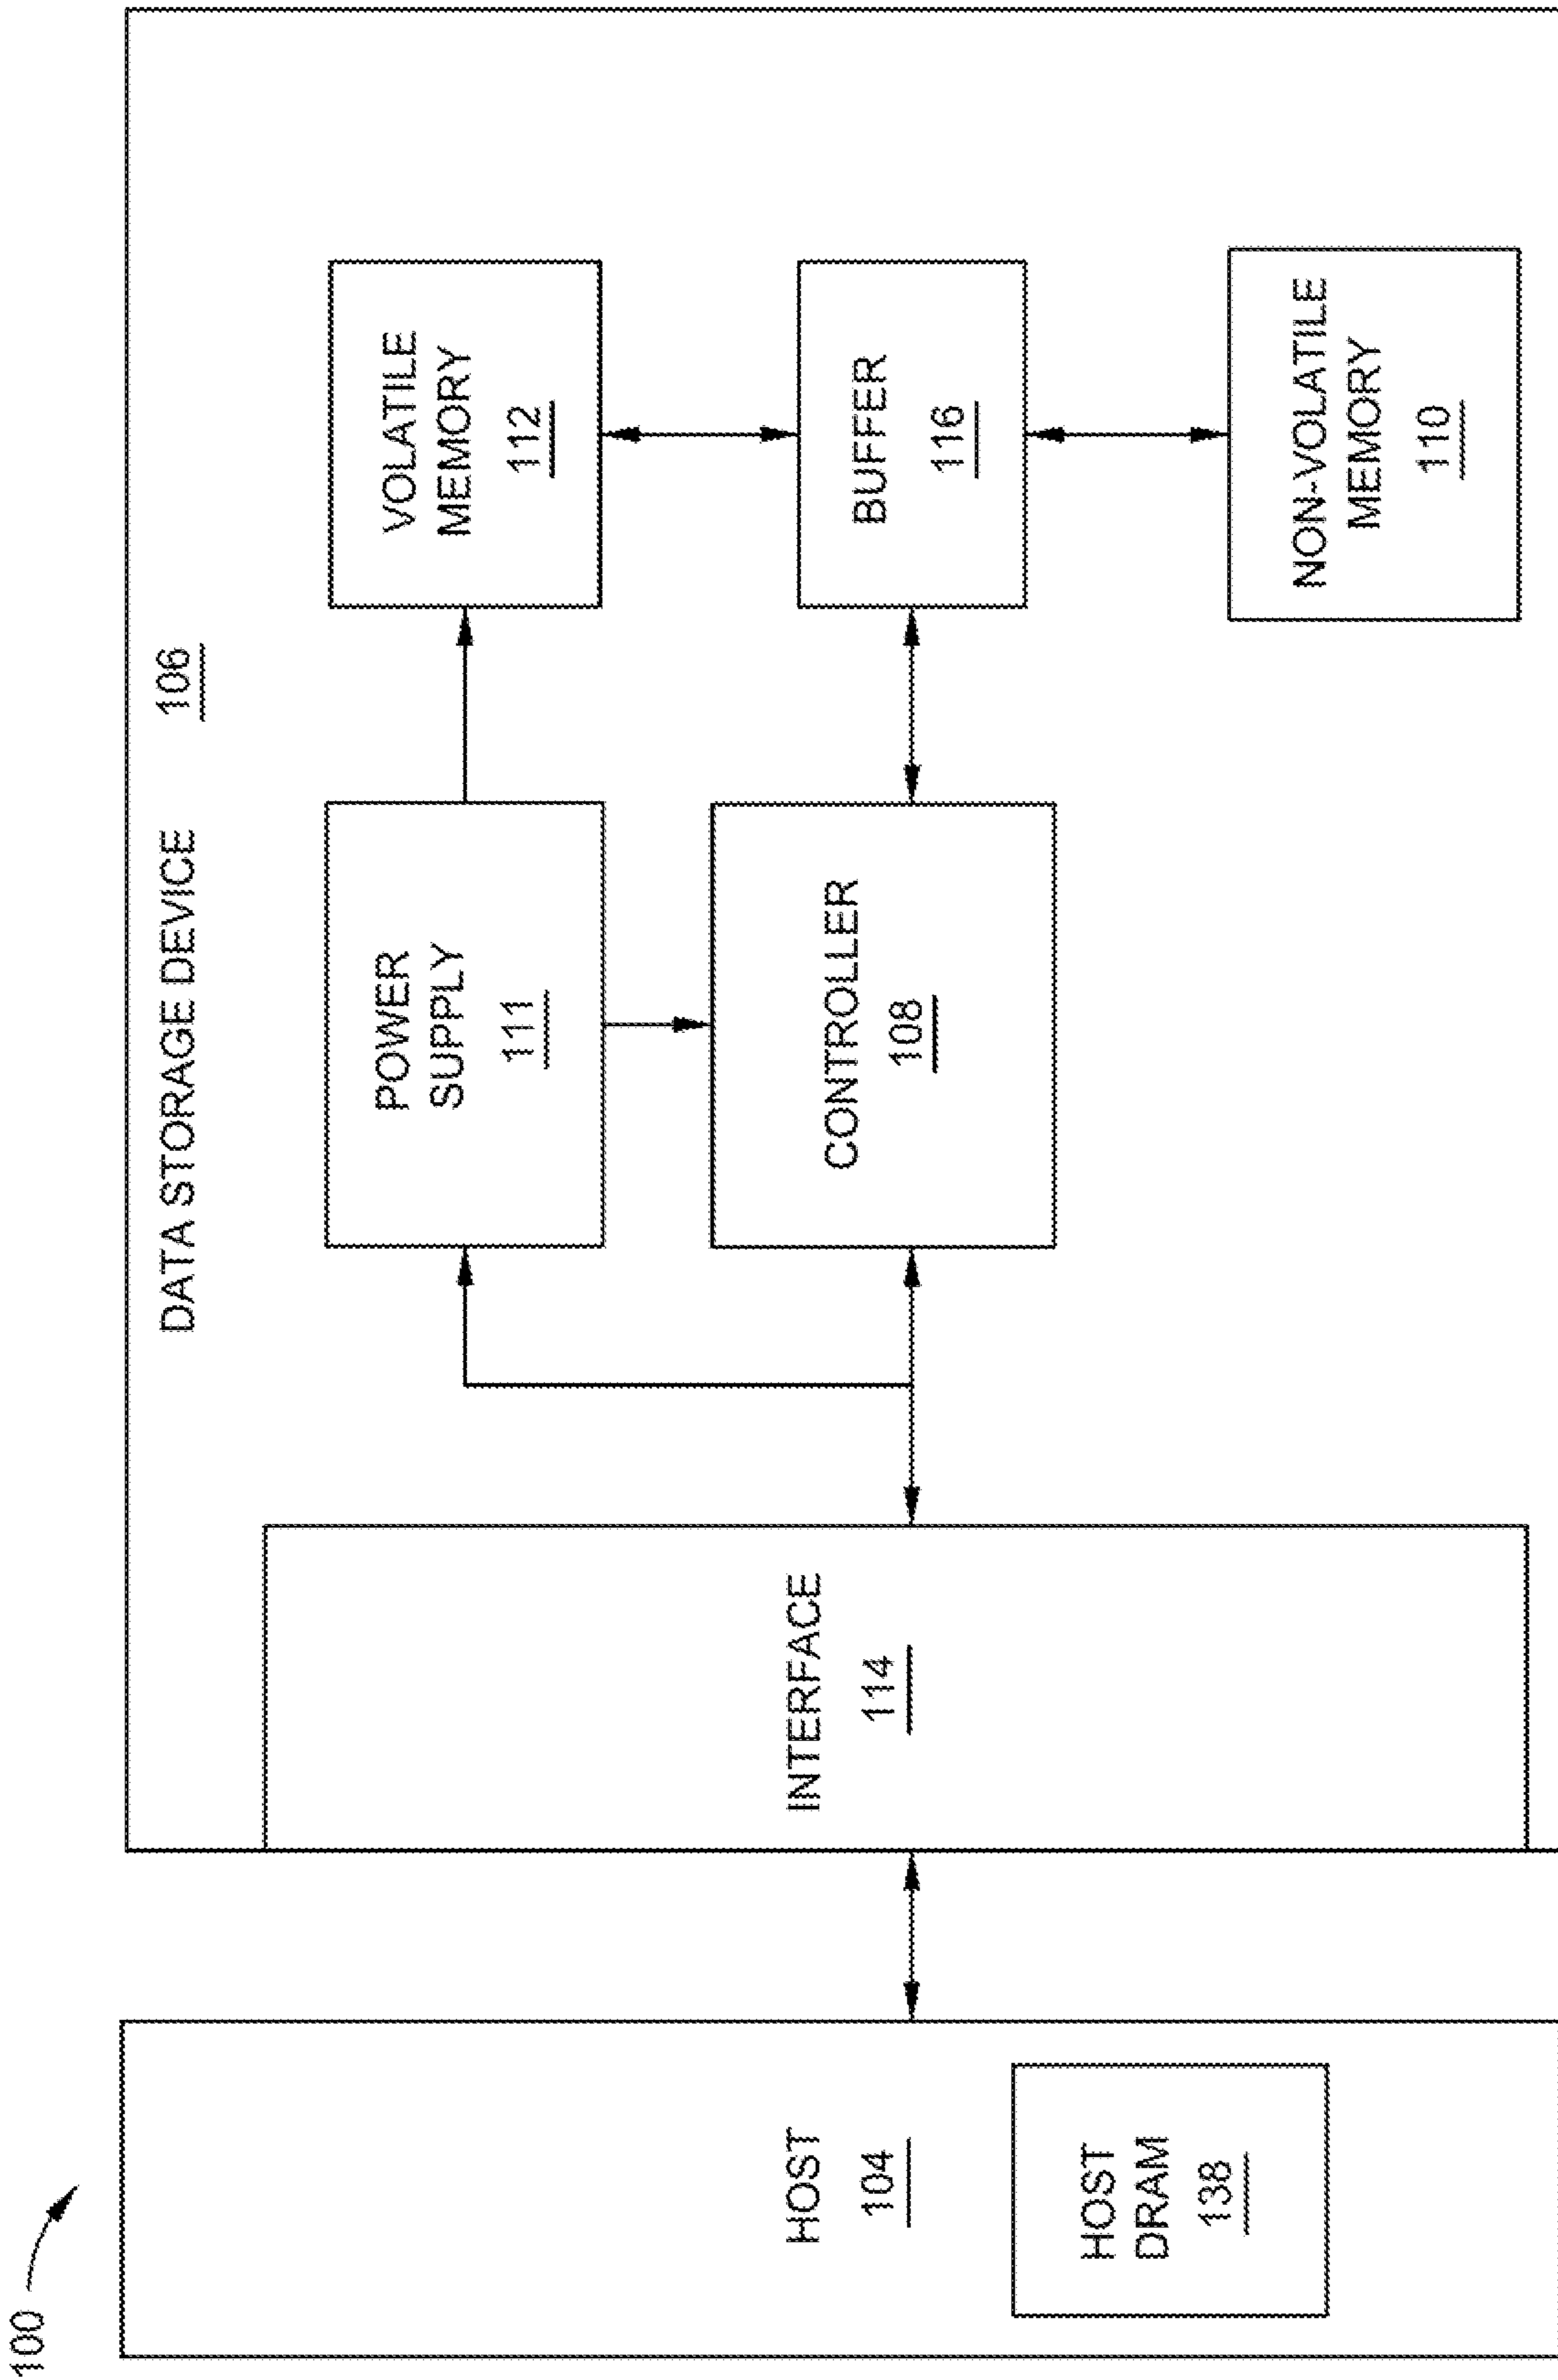 100
HOST
104
HOST
DRAM
138
DATA STORAGE DEVICE 106
INTERFACE
114
POWER
SUPPLY
111
VOLATILE
MEMORY
112
CONTROLLER
108
BUFFER
116
NON-VOLATILE
MEMORY
110